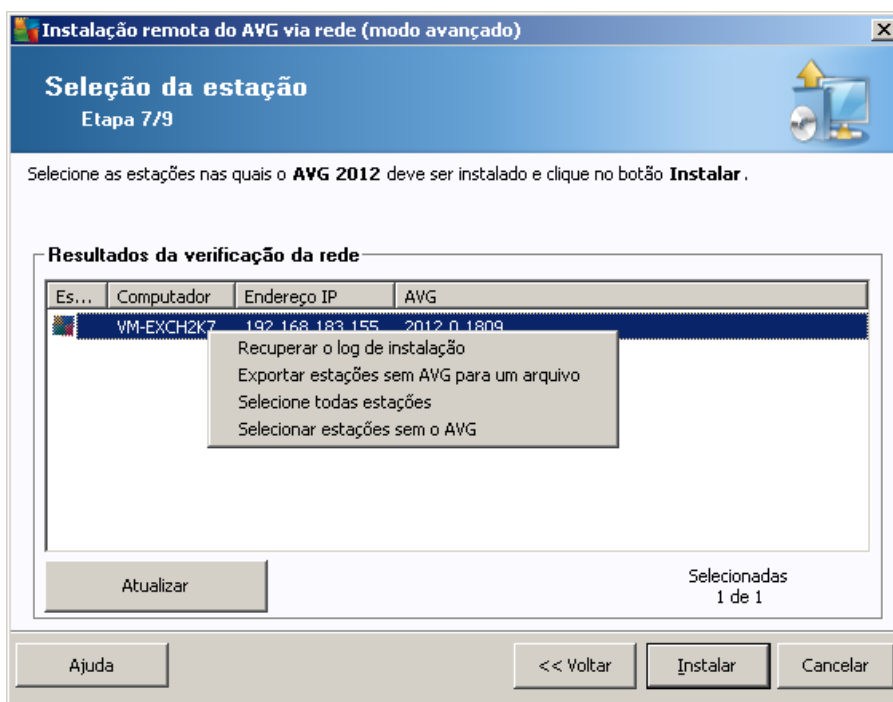 Instalação remota do AVG via rede (modo avançado)
Seleção da estação
Etapa 7/9
Selecione as estações nas quais o AVG 2012 deve ser instalado e clique no botão Instalar.
Resultados da verificação da rede
Es... Computador Endereço IP AVG
VM-EXCH2K7 192.168.183.155 2012.0.1809
Recuperar o log de instalação
Exportar estações sem AVG para um arquivo
Selecione todas estações
Selecionar estações sem o AVG
Atualizar
Selecionadas
1 de 1
Ajuda << Voltar Instalar Cancelar